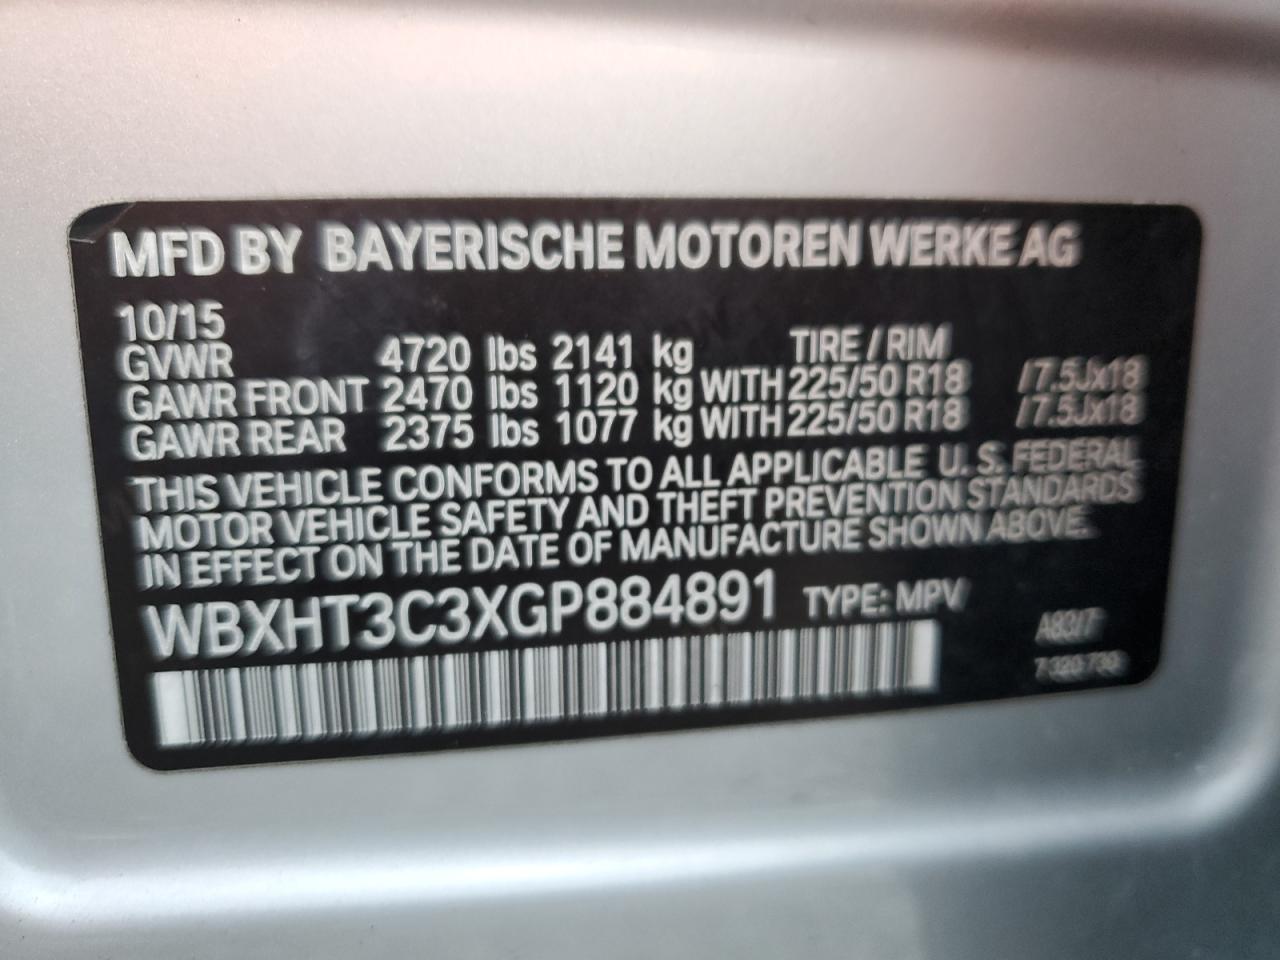 MFD BY BAYERISCHE MOTOREN WERKE AG
10/15
GVWR 4720 lbs 2141 kg TIRE / RIM
GAWR FRONT 2470 lbs 1120 kg WITH 225/50 R18 / 7.5Jx18
GAWR REAR 2375 lbs 1077 kg WITH 225/50 R18 / 7.5Jx18
THIS VEHICLE CONFORMS TO ALL APPLICABLE U. S. FEDERAL
MOTOR VEHICLE SAFETY AND THEFT PREVENTION STANDARDS
IN EFFECT ON THE DATE OF MANUFACTURE SHOWN ABOVE.
WBXHT3C3XGP884891 TYPE: MPV
7 320 730